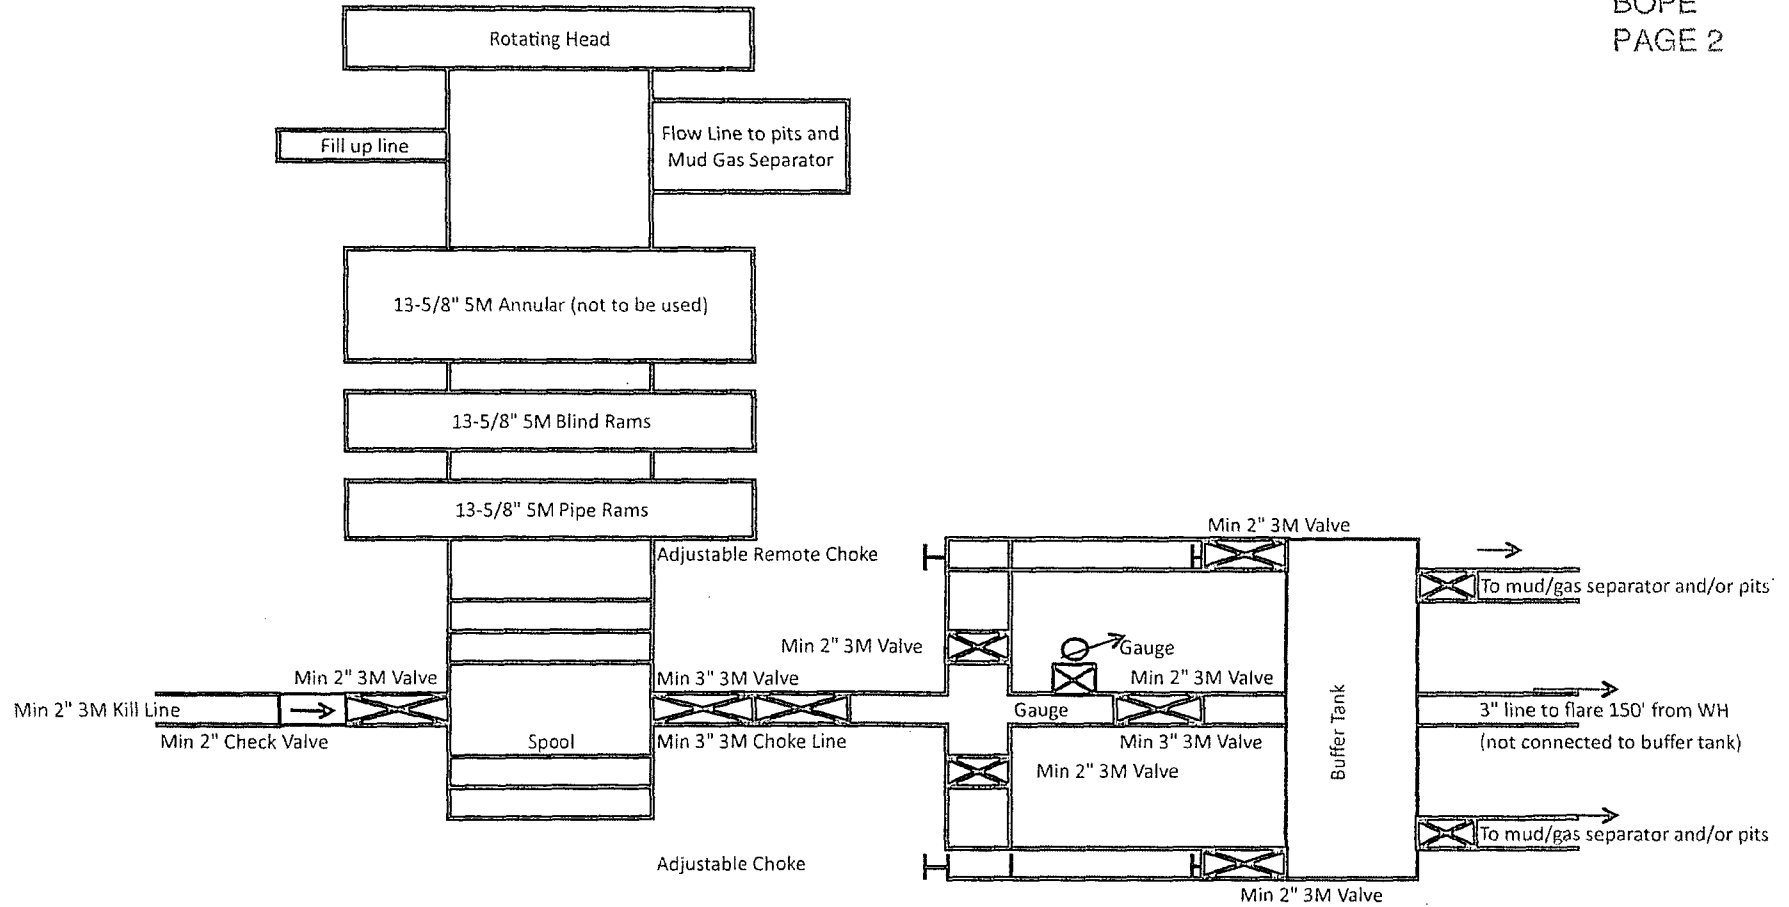 BOPE
PAGE 2
Rotating Head
Fill up line
Flow Line to pits and
Mud Gas Separator
13-5/8" 5M Annular (not to be used)
13-5/8" 5M Blind Rams
13-5/8" 5M Pipe Rams
Adjustable Remote Choke
Min 2" 3M Valve
To mud/gas separator and/or pits
Min 2" 3M Valve
Gauge
Min 2" 3M Valve
Min 3" 3M Valve
Min 2" 3M Valve
Min 2" 3M Kill Line
Gauge
3" line to flare 150' from WH
(not connected to buffer tank)
Min 2" Check Valve
Spool
Min 3" 3M Choke Line
Min 3" 3M Valve
Buffer Tank
Min 2" 3M Valve
To mud/gas separator and/or pits
Adjustable Choke
Min 2" 3M Valve